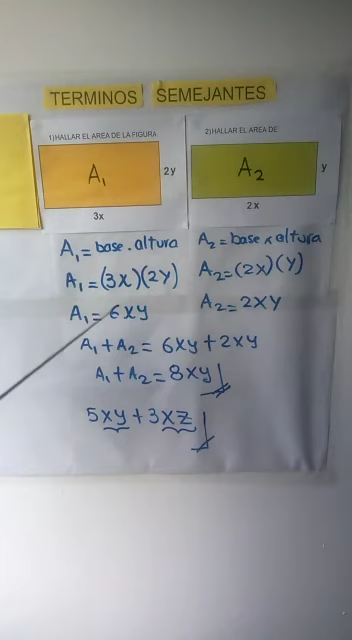 TERMINOS SEMEJANTES
1)HALLAR EL AREA DE LA FIGURA
A₁
2y
3x
A₁ = base . altura
A₁ = (3x)(2y)
A₁ = 6xy
2)HALLAR EL AREA DE
A₂
y
2x
A₂ = base x altura
A₂ = (2x)(y)
A₂ = 2xy
A₁ + A₂ = 6xy + 2xy
A₁ + A₂ = 8xy
5xy + 3xz